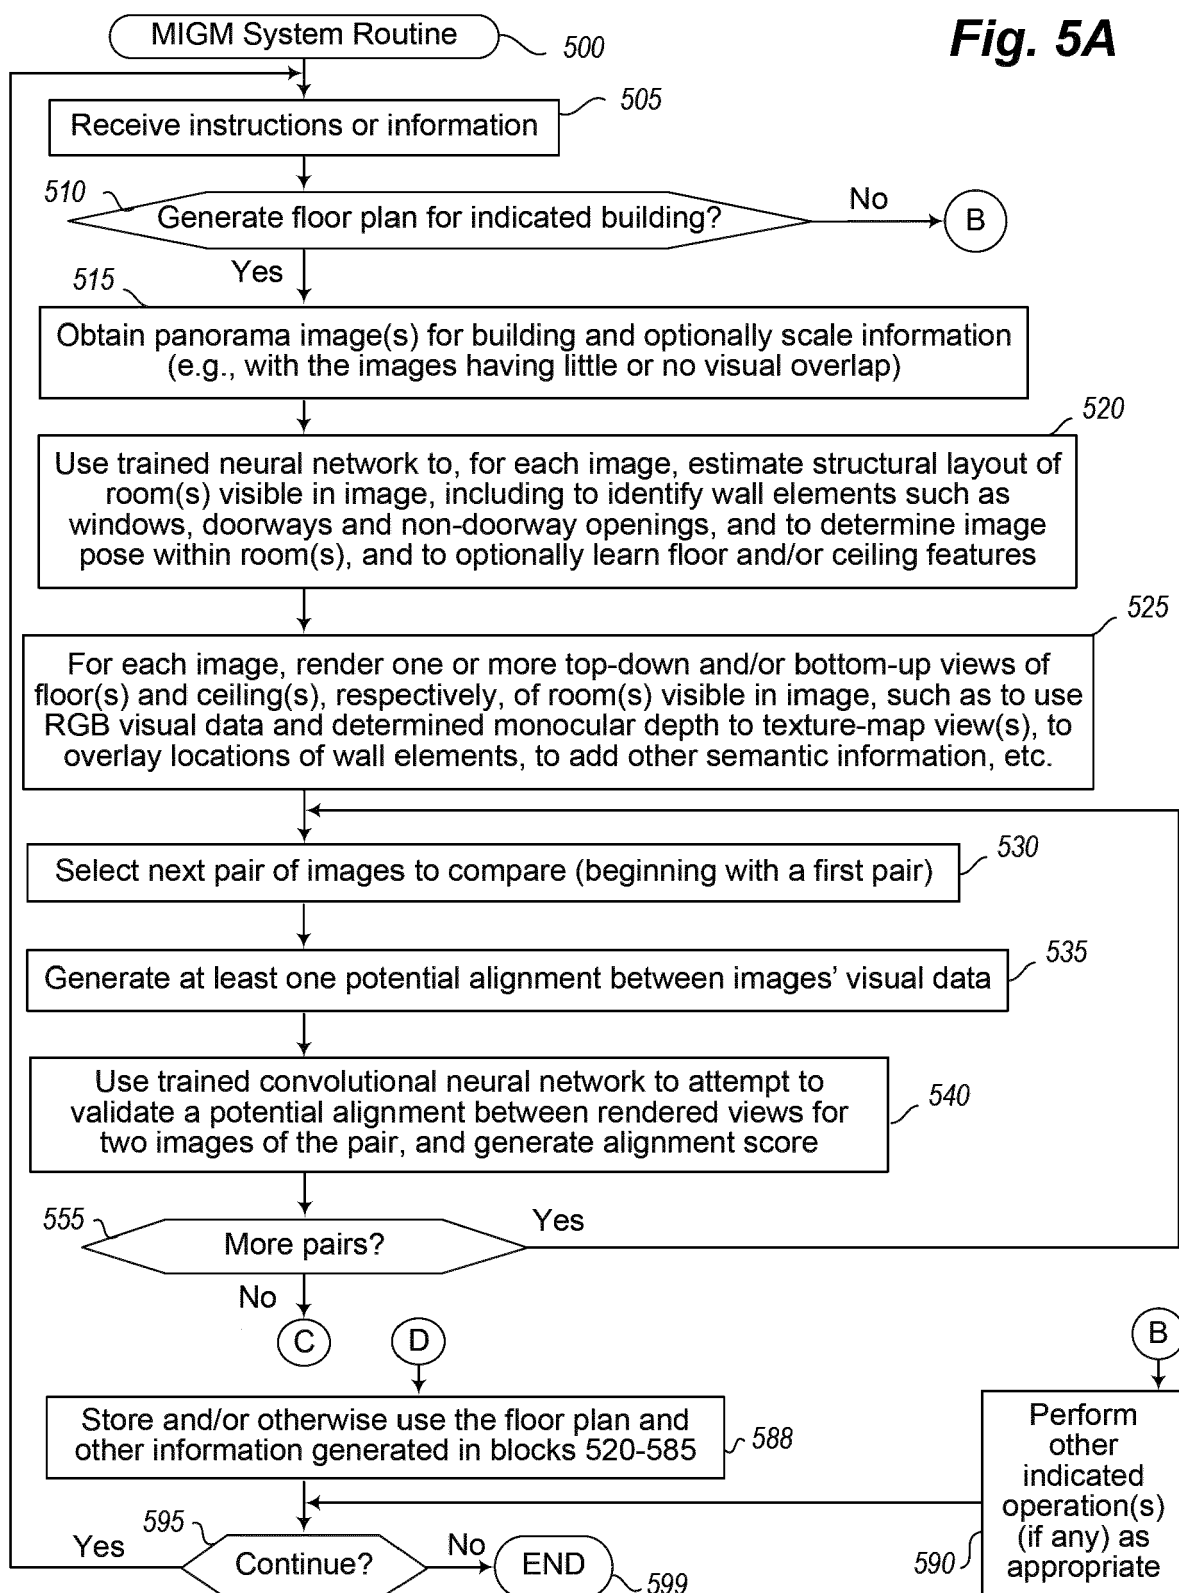 Fig. 5A
MIGM System Routine
500
505
Receive instructions or information
510
Generate floor plan for indicated building?
No
B
Yes
515
Obtain panorama image(s) for building and optionally scale information
(e.g., with the images having little or no visual overlap)
520
Use trained neural network to, for each image, estimate structural layout of
room(s) visible in image, including to identify wall elements such as
windows, doorways and non-doorway openings, and to determine image
pose within room(s), and to optionally learn floor and/or ceiling features
525
For each image, render one or more top-down and/or bottom-up views of
floor(s) and ceiling(s), respectively, of room(s) visible in image, such as to use
RGB visual data and determined monocular depth to texture-map view(s), to
overlay locations of wall elements, to add other semantic information, etc.
530
Select next pair of images to compare (beginning with a first pair)
535
Generate at least one potential alignment between images’ visual data
Use trained convolutional neural network to attempt to
validate a potential alignment between rendered views for
two images of the pair, and generate alignment score
540
555
More pairs?
Yes
No
C
D
B
Store and/or otherwise use the floor plan and
other information generated in blocks 520-585
588
Perform
other
indicated
operation(s)
(if any) as
appropriate
590
595
Yes
Continue?
No
END
599